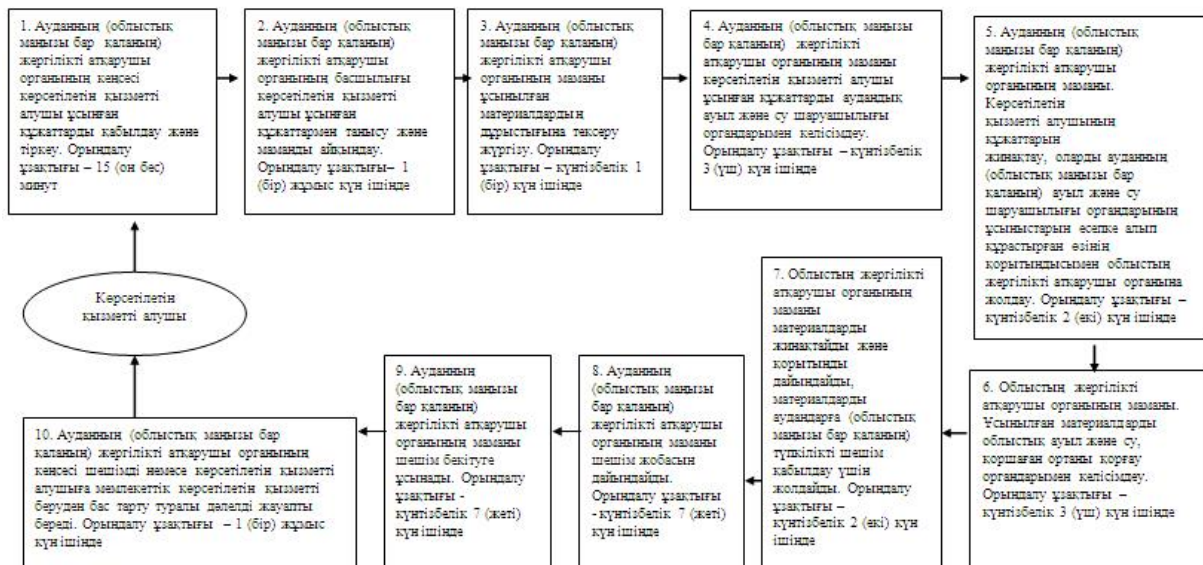 1. Ауданның (облыстық
маңызы бар қаланың)
жергілікті атқарушы
органының кеңсесі
көрсетілетін қызметті
алушы ұсынған
құжаттарды қабылдау және
тіркеу. Орындалу
ұзақтығы – 15 (он бес)
минут
2. Ауданның (облыстық
маңызы бар қаланың)
жергілікті атқарушы
органының басшылығы
көрсетілетін қызметті
алушы ұсынған
құжаттармен танысу және
маманды айқындау.
Орындалу ұзақтығы– 1
(бір) жұмыс күн ішінде
3. Ауданның (облыстық
маңызы бар қаланың)
жергілікті атқарушы
органының маманы
ұсынылған
материалдардың
дұрыстығына тексеру
жүргізу. Орындалу
ұзақтығы – күнтізбелік 1
(бір) күн ішінде
4. Ауданның (облыстық маңызы
бар қаланың) жергілікті
атқарушы органының маманы
көрсетілетін қызметті алушы
ұсынған құжаттарды аудандық
ауыл және су шаруашылығы
органдарымен келісімдеу.
Орындалу ұзақтығы – күнтізбелік
3 (үш) күн ішінде
5. Ауданның (облыстық
маңызы бар қаланың)
жергілікті атқарушы
органының маманы.
Көрсетілетін
қызметті алушының
құжаттарын
жинақтау, оларды ауданның
(облыстық маңызы бар
қаланың) ауыл және су
шаруашылығы органдарының
ұсыныстарын есепке алып
құрастырған өзінің
қорытындысымен облыстың
жергілікті атқарушы органына
жолдау. Орындалу ұзақтығы –
күнтізбелік 2 (екі) күн ішінде
6. Облыстың жергілікті
атқарушы органының маманы.
Ұсынылған материалдарды
облыстық ауыл және су,
қоршаған ортаны қорғау
органдарымен келісімдеу.
Орындалу ұзақтығы –
күнтізбелік 3 (үш) күн ішінде
7. Облыстың жергілікті
атқарушы органының
маманы
материалдарды
жинақтайды және
қорытынды
дайындайды,
материалдарды
аудандарға (облыстық
маңызы бар қаланың)
түпкілікті шешім
қабылдау үшін
жолдайды. Орындалу
ұзақтығы –
күнтізбелік 2 (екі) күн
ішінде
8. Ауданның
(облыстық маңызы
бар қаланың)
жергілікті атқарушы
органының маманы
шешім жобасын
дайындайды.
Орындалу ұзақтығы
- күнтізбелік 7 (жеті)
күн ішінде
9. Ауданның
(облыстық маңызы
бар қаланың)
жергілікті атқарушы
органының маманы
шешім бекітуге
ұсынады. Орындалу
ұзақтығы -
күнтізбелік 7 (жеті)
күн ішінде
10. Ауданның (облыстық маңызы бар
қаланың) жергілікті атқарушы органының
кеңсесі шешімді немесе көрсетілетін қызметті
алушыға мемлекеттік көрсетілетін қызметті
беруден бас тарту туралы дәлелді жауапты
береді. Орындалу ұзақтығы – 1 (бір) жұмыс
күн ішінде
Көрсетілетін
қызметті алушы